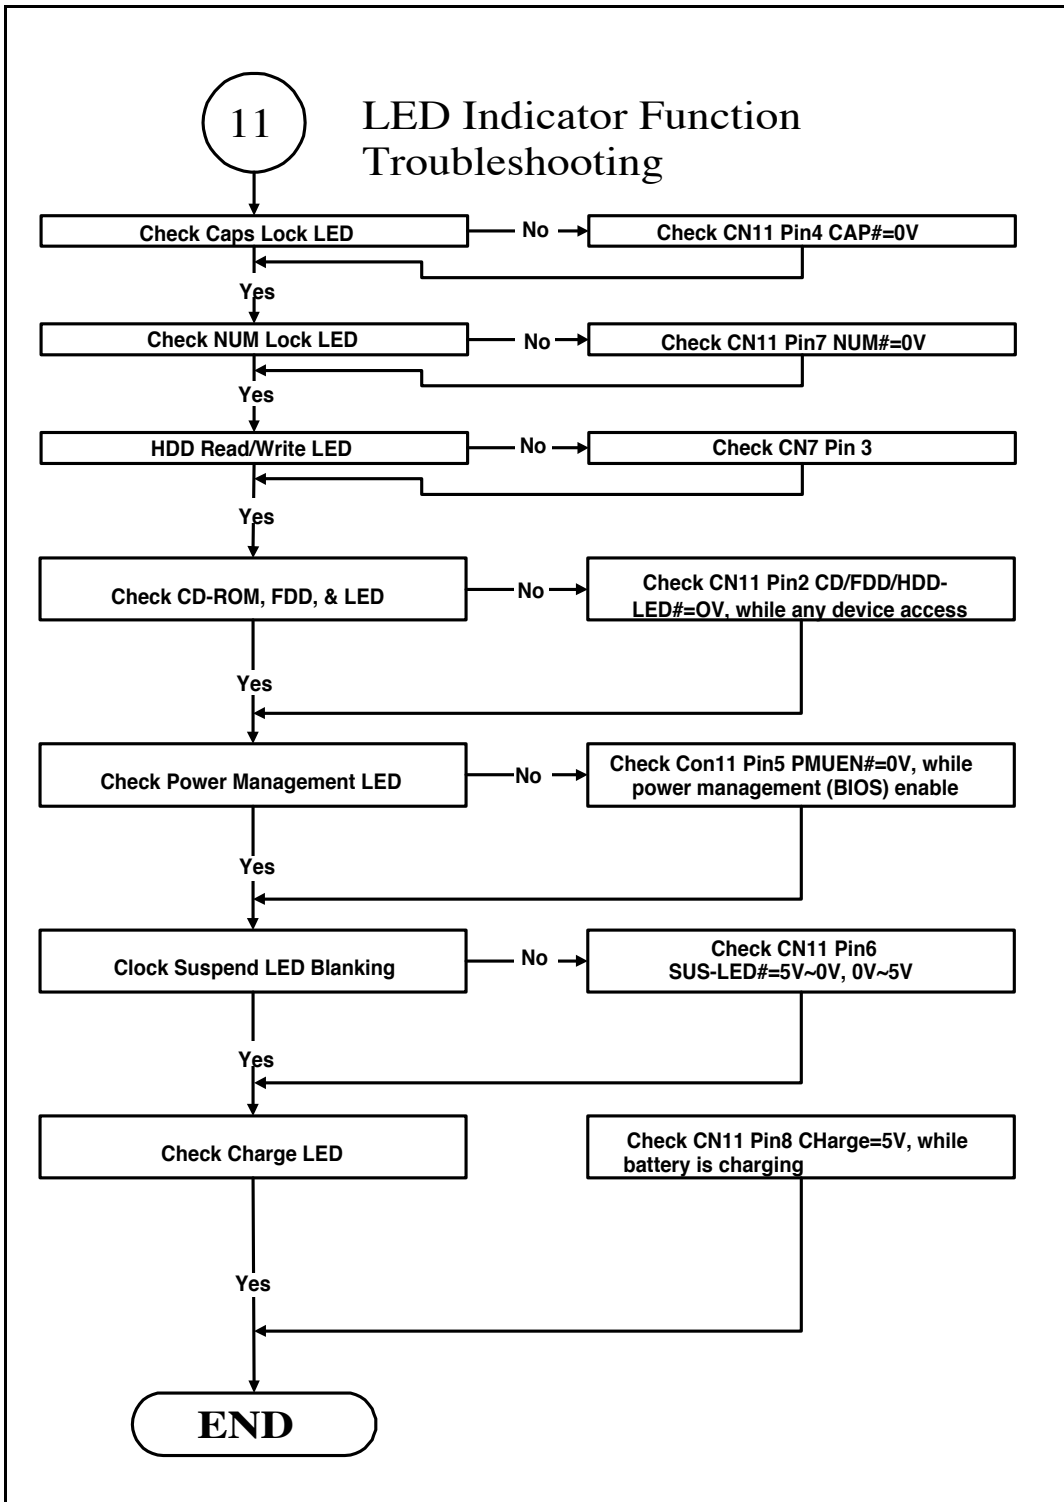 11
LED Indicator Function
Troubleshooting
Check Caps Lock LED
No
Check CN11 Pin4 CAP#=0V
Yes
Check NUM Lock LED
No
Check CN11 Pin7 NUM#=0V
Yes
HDD Read/Write LED
No
Check CN7 Pin 3
Yes
Check CD-ROM, FDD, & LED
No
Check CN11 Pin2 CD/FDD/HDD-
LED#=OV, while any device access
Yes
Check Power Management LED
No
Check Con11 Pin5 PMUEN#=0V, while
power management (BIOS) enable
Yes
Clock Suspend LED Blanking
No
Check CN11 Pin6
SUS-LED#=5V~0V, 0V~5V
Yes
Check Charge LED
Check CN11 Pin8 CHarge=5V, while
battery is charging
Yes
END